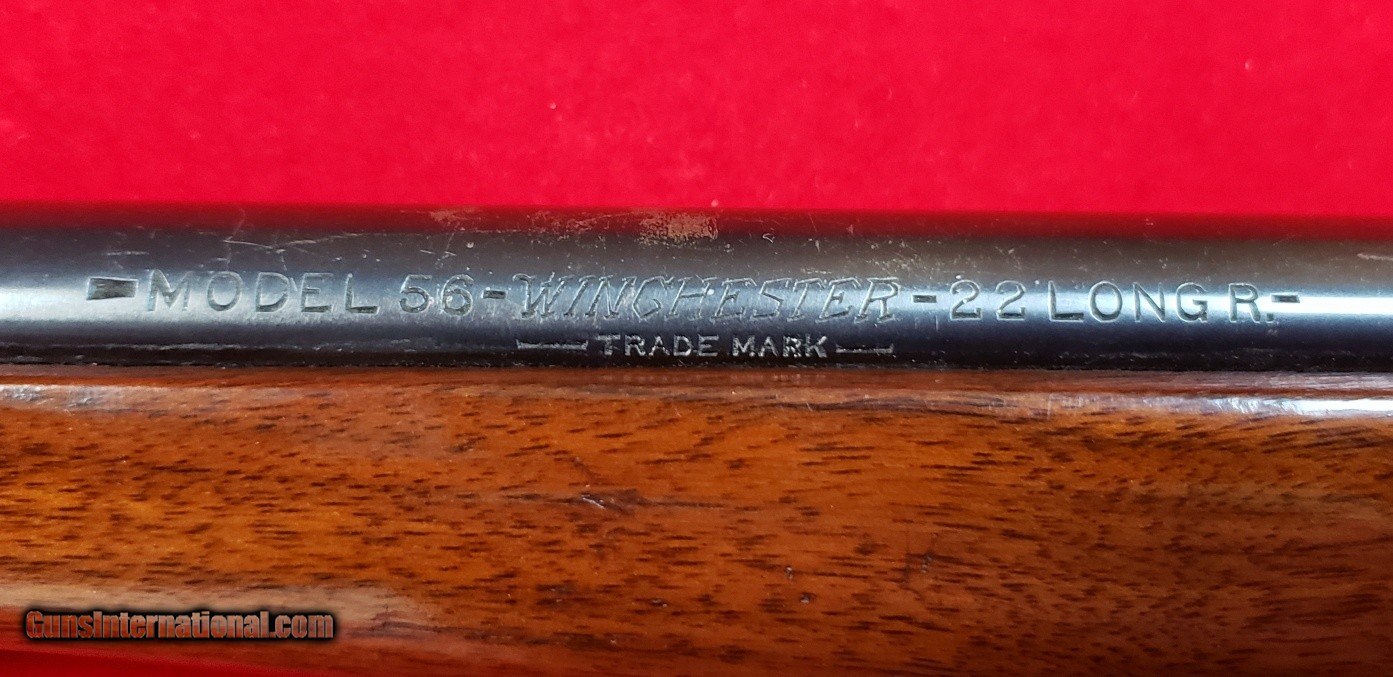 -MODEL 56-WINCHESTER-22 LONG R.-
TRADE MARK
GunsInternational.com